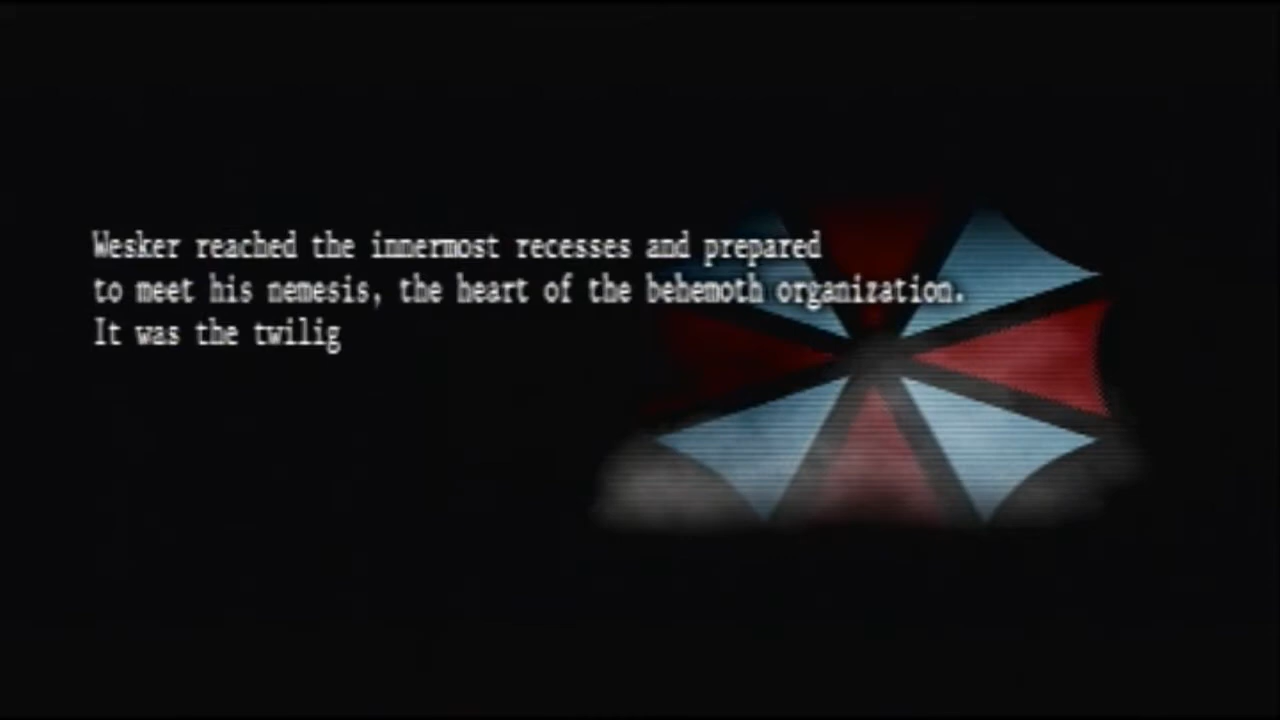 Wesker reached the innermost recesses and prepared
to meet his nemesis, the heart of the behemoth organization.
It was the twilig